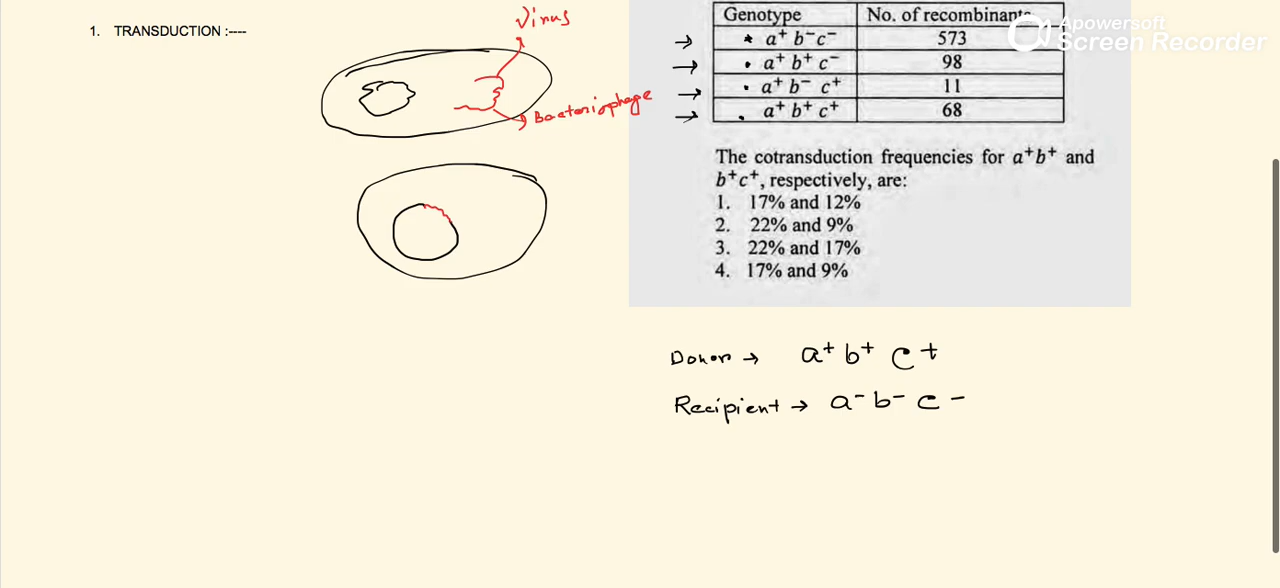 1. TRANSDUCTION :----
Virus
Bacteriophage
Genotype No. of recombinants
a⁺ b⁻c⁻ 573
a⁺ b⁺ c⁻ 98
a⁺ b⁻ c⁺ 11
a⁺ b⁺ c⁺ 68
Apowersoft
Screen Recorder
The cotransduction frequencies for a⁺b⁺ and
b⁺c⁺, respectively, are:
1. 17% and 12%
2. 22% and 9%
3. 22% and 17%
4. 17% and 9%
Donor → a⁺ b⁺ c⁺
Recipient → a⁻ b⁻ c⁻